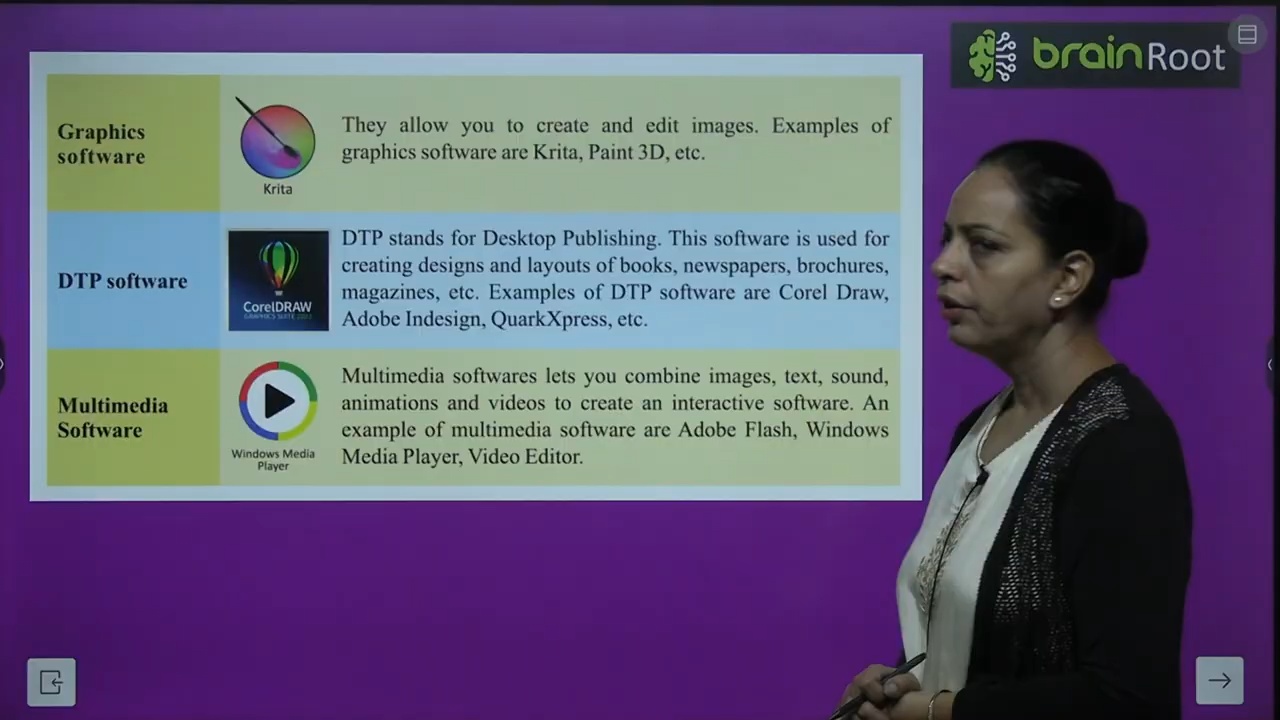 brainRoot
Graphics
software
Krita
They allow you to create and edit images. Examples of
graphics software are Krita, Paint 3D, etc.
DTP software
CorelDRAW
GRAPHICS SUITE
DTP stands for Desktop Publishing. This software is used for
creating designs and layouts of books, newspapers, brochures,
magazines, etc. Examples of DTP software are Corel Draw,
Adobe Indesign, QuarkXpress, etc.
Multimedia
Software
Windows Media
Player
Multimedia softwares lets you combine images, text, sound,
animations and videos to create an interactive software. An
example of multimedia software are Adobe Flash, Windows
Media Player, Video Editor.